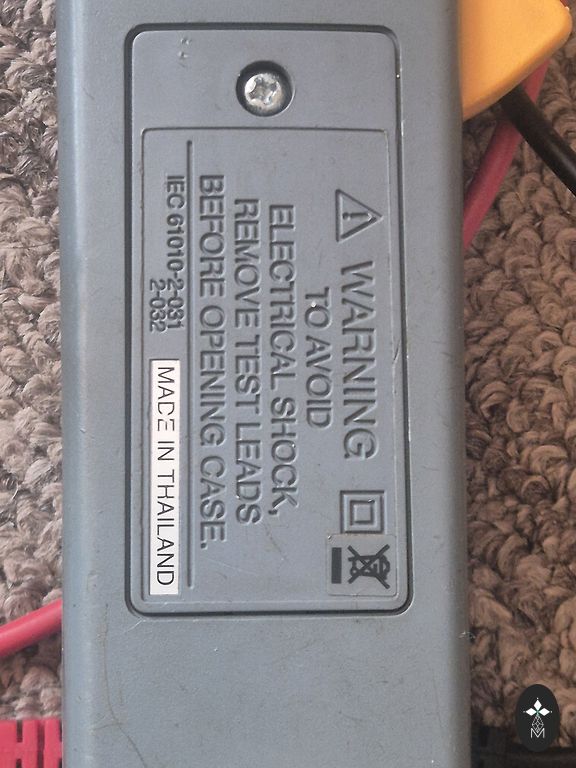 WARNING
TO AVOID
ELECTRICAL SHOCK,
REMOVE TEST LEADS
BEFORE OPENING CASE.
IEC 61010-2-031
2-032
MADE IN THAILAND
M